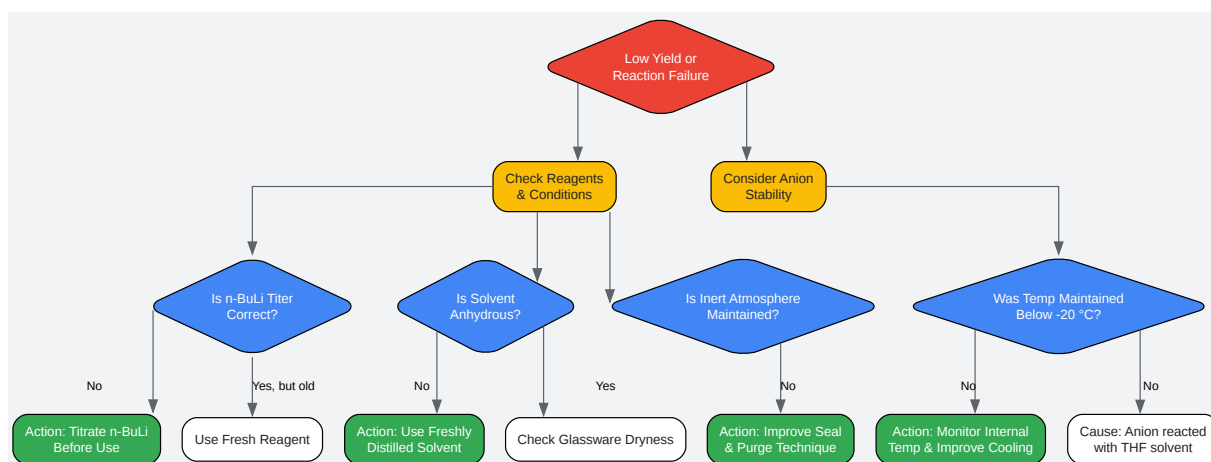 Low Yield or
Reaction Failure
Check Reagents
& Conditions
Consider Anion
Stability
Is n-BuLi Titer
Correct?
Is Solvent
Anhydrous?
Is Inert Atmosphere
Maintained?
Was Temp Maintained
Below -20 °C?
No
Yes, but old
No
Yes
No
No
No
Action: Titrate n-BuLi
Before Use
Use Fresh Reagent
Action: Use Freshly
Distilled Solvent
Check Glassware Dryness
Action: Improve Seal
& Purge Technique
Action: Monitor Internal
Temp & Improve Cooling
Cause: Anion reacted
with THF solvent